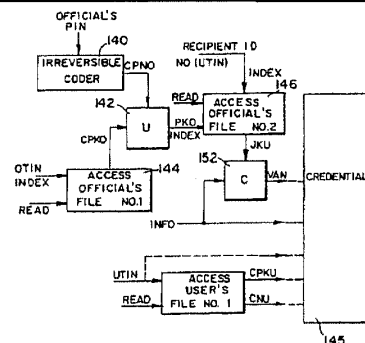 OFFICIAL'S
PIN
140
IRREVERSIBLE
CODER
CPNO
142
U
CPKO
PKO
INDEX
RECIPIENT ID
NO (UTIN)
INDEX
146
READ
ACCESS
OFFICIAL'S
FILE NO.2
JKU
OTIN
INDEX
READ
144
ACCESS
OFFICIAL'S
FILE NO.1
152
C
VAN
CREDENTIAL
INFO
UTIN
READ
ACCESS
USER'S
FILE NO. 1
CPKU
CNU
145